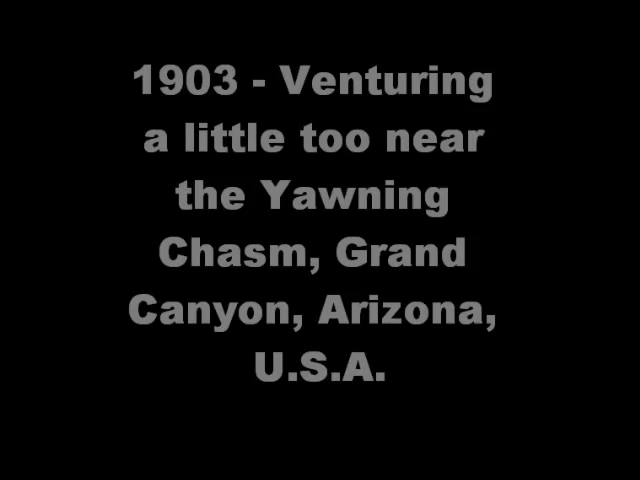 1903 - Venturing
a little too near
the Yawning
Chasm, Grand
Canyon, Arizona,
U.S.A.